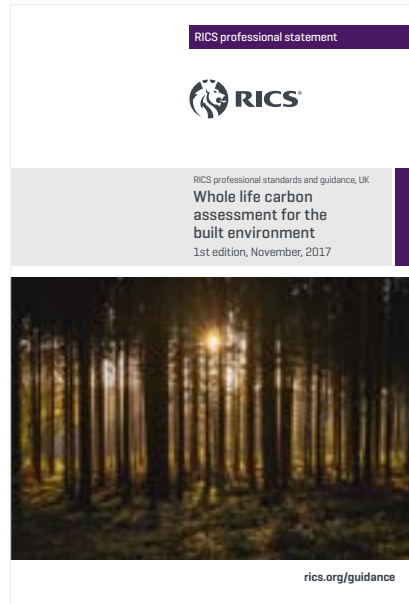 RICS professional statement
RICS®
RICS professional standards and guidance, UK
Whole life carbon
assessment for the
built environment
1st edition, November, 2017
rics.org/guidance